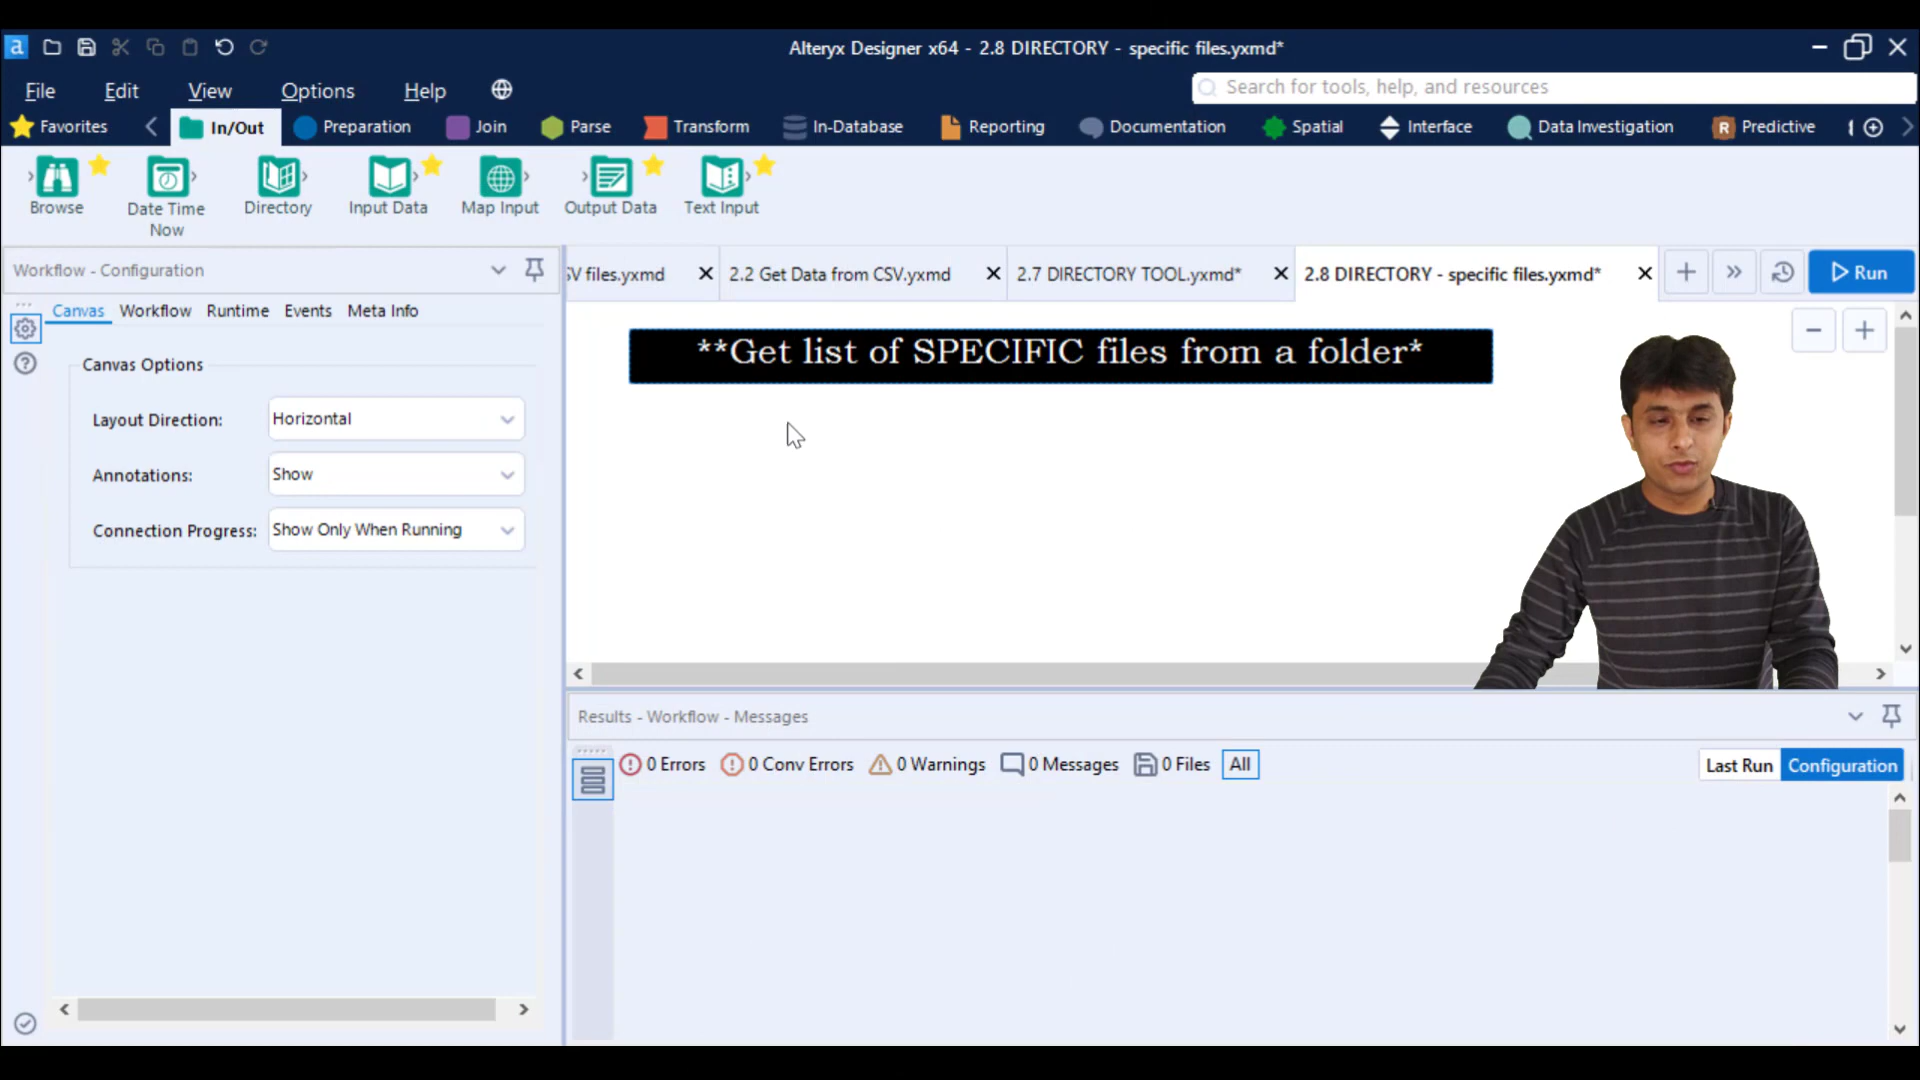 a
Alteryx Designer x64 - 2.8 DIRECTORY - specific files.yxmd*
File Edit View Options Help
Search for tools, help, and resources
Favorites In/Out Preparation Join Parse Transform In-Database Reporting Documentation Spatial Interface Data Investigation R Predictive
Browse Date Time Now Directory Input Data Map Input Output Data Text Input
Workflow - Configuration
SV files.yxmd 2.2 Get Data from CSV.yxmd 2.7 DIRECTORY TOOL.yxmd* 2.8 DIRECTORY - specific files.yxmd* Run
Canvas Workflow Runtime Events Meta Info
**Get list of SPECIFIC files from a folder*
Canvas Options
Layout Direction: Horizontal
Annotations: Show
Connection Progress: Show Only When Running
Results - Workflow - Messages
0 Errors 0 Conv Errors 0 Warnings 0 Messages 0 Files All Last Run Configuration